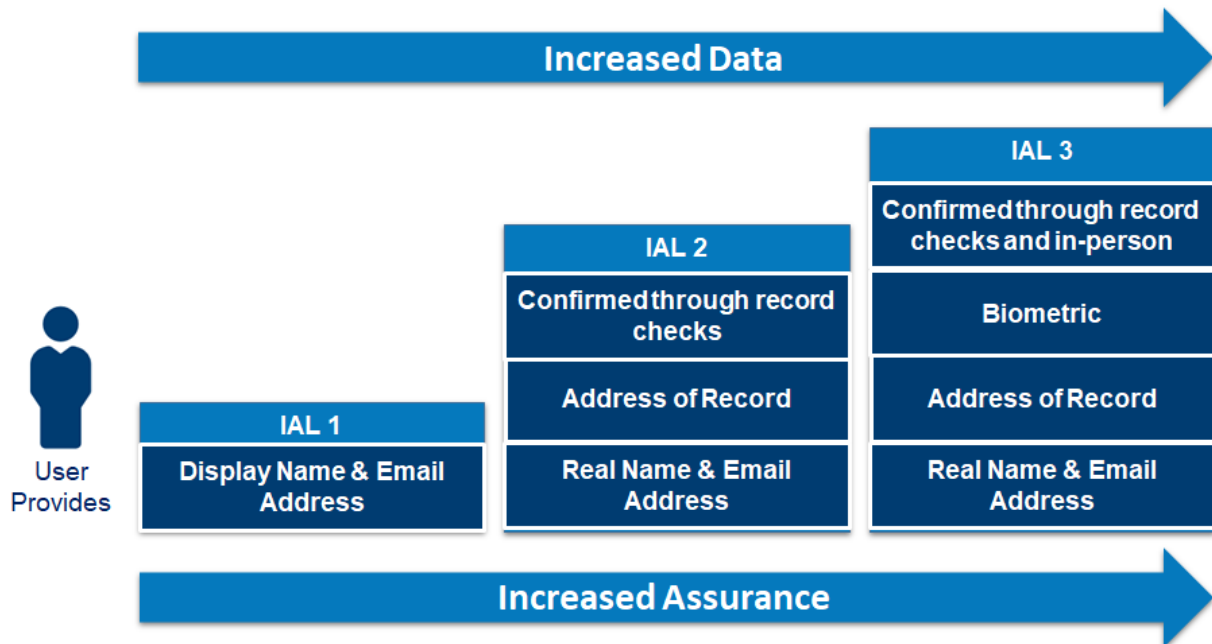 Increased Data
IAL 3
Confirmed through record
checks and in-person
Biometric
Address of Record
Real Name & Email
Address
IAL 2
Confirmed through record
checks
Address of Record
Real Name & Email
Address
IAL 1
Display Name & Email
Address
User
Provides
Increased Assurance